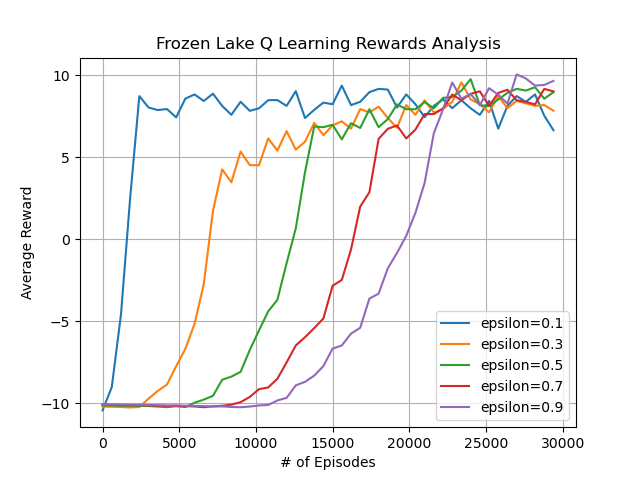 Frozen Lake Q Learning Rewards Analysis
10
5
0
−5
−10
Average Reward
0 5000 10000 15000 20000 25000 30000
# of Episodes
epsilon=0.1
epsilon=0.3
epsilon=0.5
epsilon=0.7
epsilon=0.9